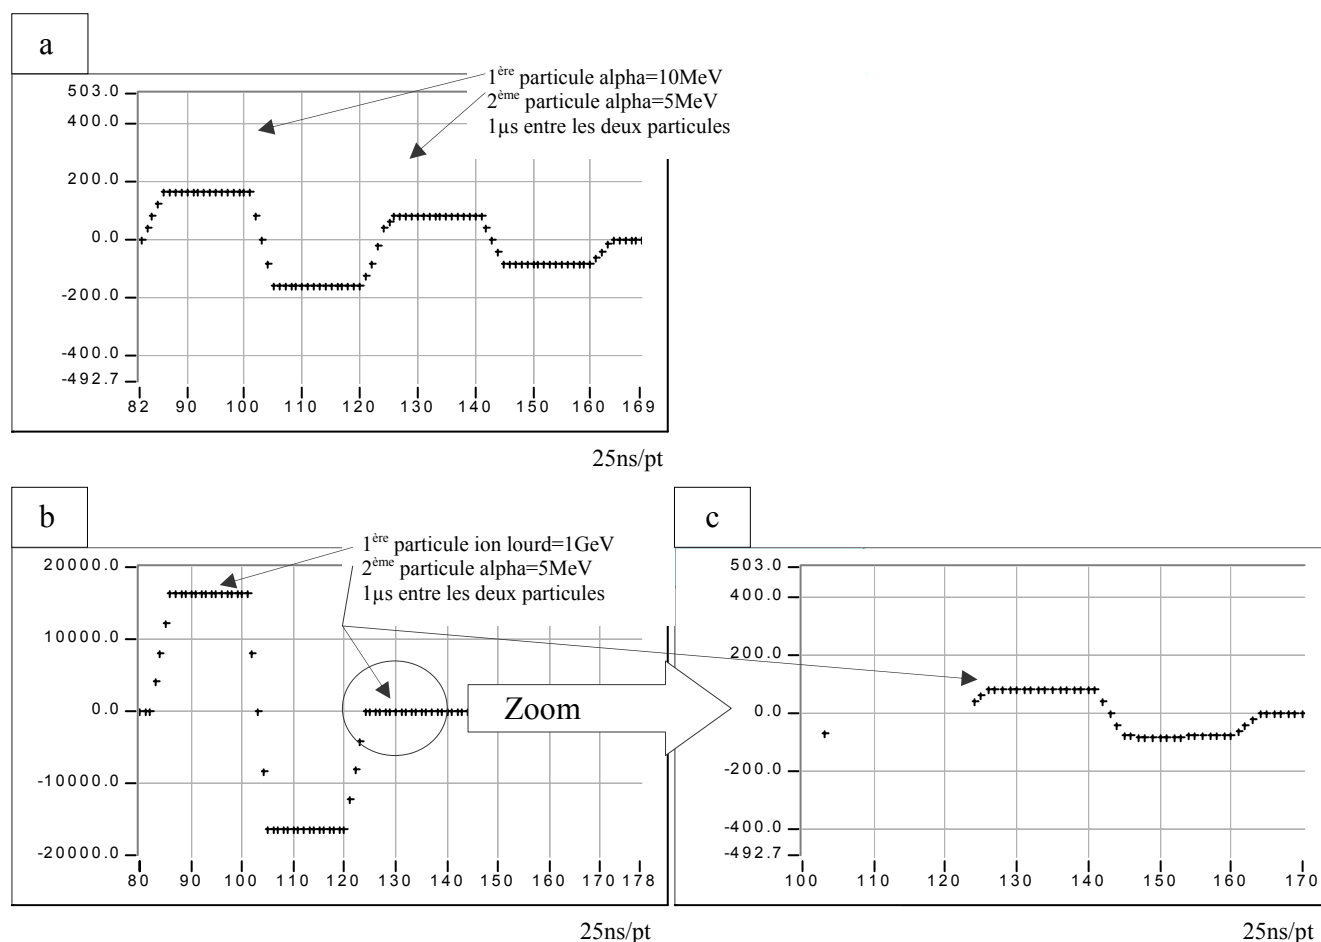 a
1ère particule alpha=10MeV
2ème particule alpha=5MeV
1µs entre les deux particules
503.0
400.0
200.0
0.0
-200.0
-400.0
-492.7
82 90 100 110 120 130 140 150 160 169
25ns/pt
b
1ère particule ion lourd=1GeV
2ème particule alpha=5MeV
1µs entre les deux particules
20000.0
10000.0
0.0
-10000.0
-20000.0
80 90 100 110 120 130 140 150 160 170 178
25ns/pt
Zoom
c
503.0
400.0
200.0
0.0
-200.0
-400.0
-492.7
100 110 120 130 140 150 160 170
25ns/pt